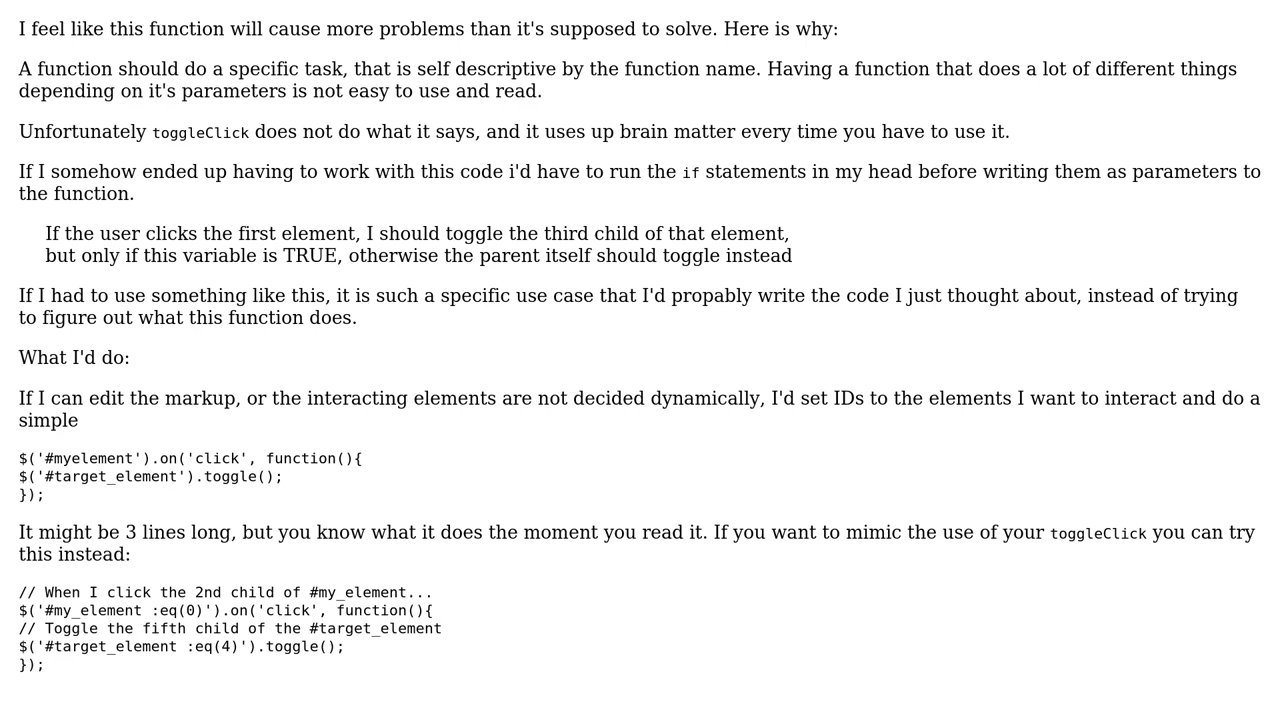 I feel like this function will cause more problems than it's supposed to solve. Here is why:
A function should do a specific task, that is self descriptive by the function name. Having a function that does a lot of different things
depending on it's parameters is not easy to use and read.
Unfortunately toggleClick does not do what it says, and it uses up brain matter every time you have to use it.
If I somehow ended up having to work with this code i'd have to run the if statements in my head before writing them as parameters to
the function.
If the user clicks the first element, I should toggle the third child of that element,
but only if this variable is TRUE, otherwise the parent itself should toggle instead
If I had to use something like this, it is such a specific use case that I'd propably write the code I just thought about, instead of trying
to figure out what this function does.
What I'd do:
If I can edit the markup, or the interacting elements are not decided dynamically, I'd set IDs to the elements I want to interact and do a
simple
$('#myelement').on('click', function(){
$('#target_element').toggle();
});
It might be 3 lines long, but you know what it does the moment you read it. If you want to mimic the use of your toggleClick you can try
this instead:
// When I click the 2nd child of #my_element...
$('#my_element :eq(0)').on('click', function(){
// Toggle the fifth child of the #target_element
$('#target_element :eq(4)').toggle();
});